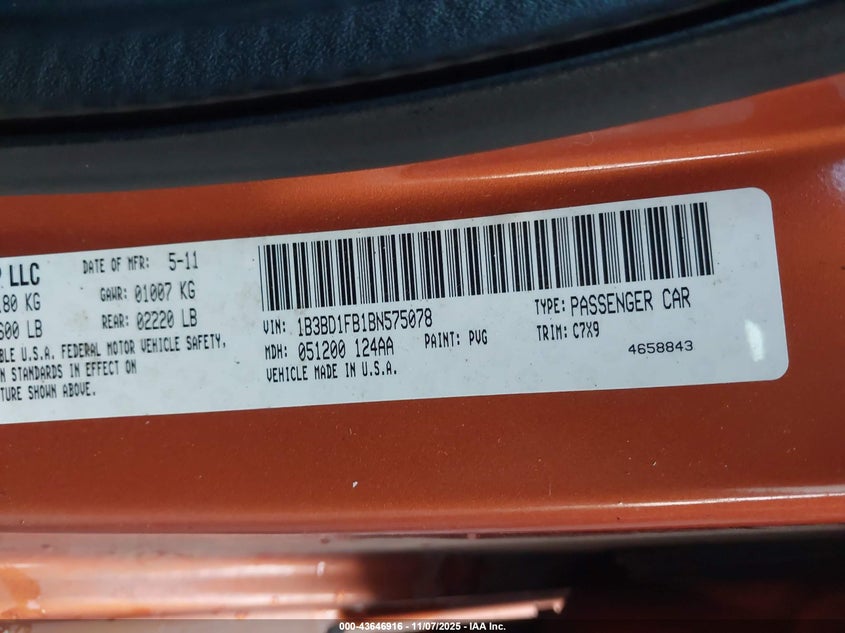 LLC
DATE OF MFR: 5-11
180 KG
GAWR: 01007 KG
600 LB
REAR: 02220 LB
BLE U.S.A. FEDERAL MOTOR VEHICLE SAFETY,
N STANDARDS IN EFFECT ON
TURE SHOWN ABOVE.
VIN: 1B3BD1FB1BN575078
TYPE: PASSENGER CAR
MDH: 051200 124AA
PAINT: PVG
TRIM: C7X9
VEHICLE MADE IN U.S.A.
4658843
000-43646916 - 11/07/2025 - IAA Inc.